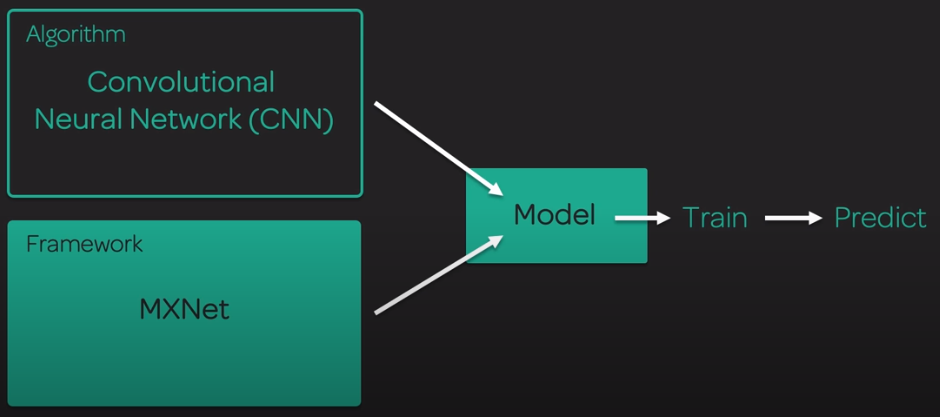 Algorithm
Convolutional
Neural Network (CNN)
Framework
MXNet
Model
Train
Predict